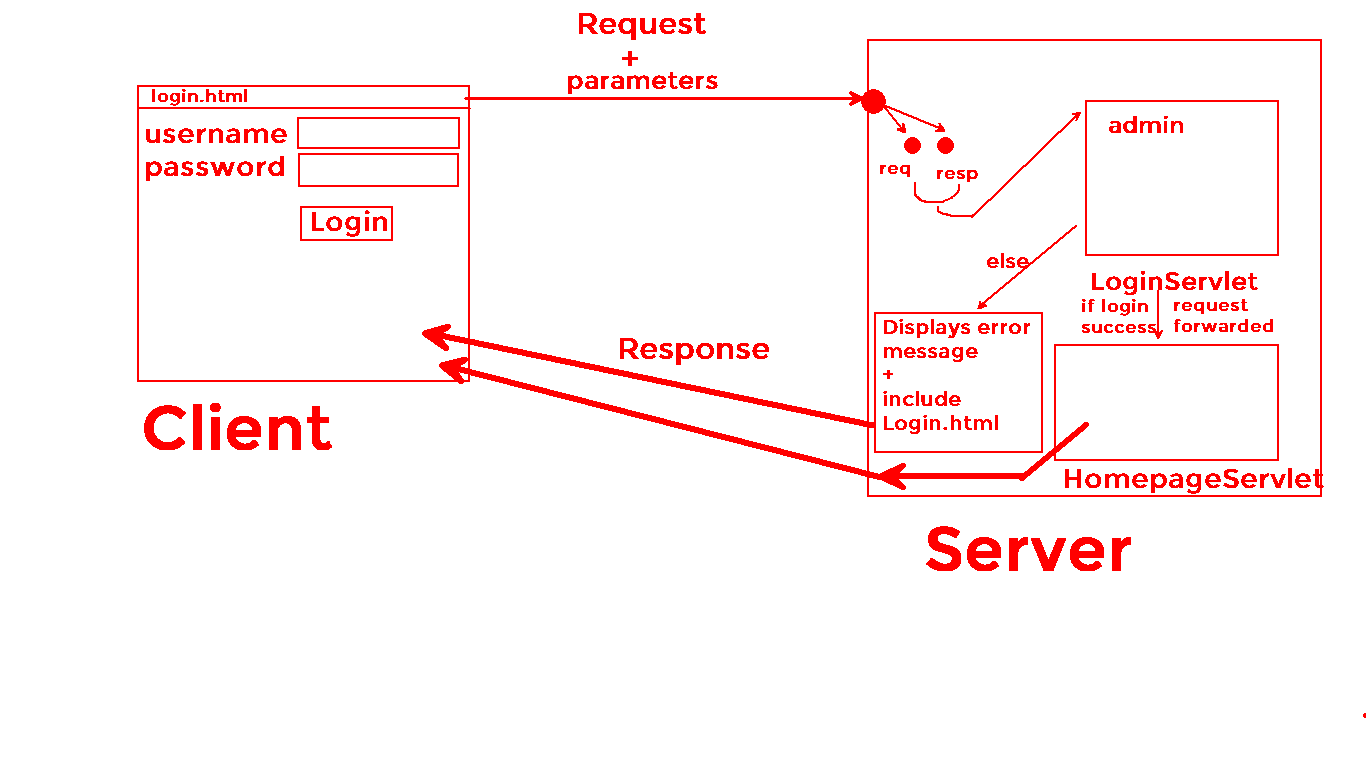 Request
+
parameters
login.html
username
password
Login
Client
req
resp
admin
else
LoginServlet
if login
success
request
forwarded
Displays error
message
+
include
Login.html
Response
HomepageServlet
Server